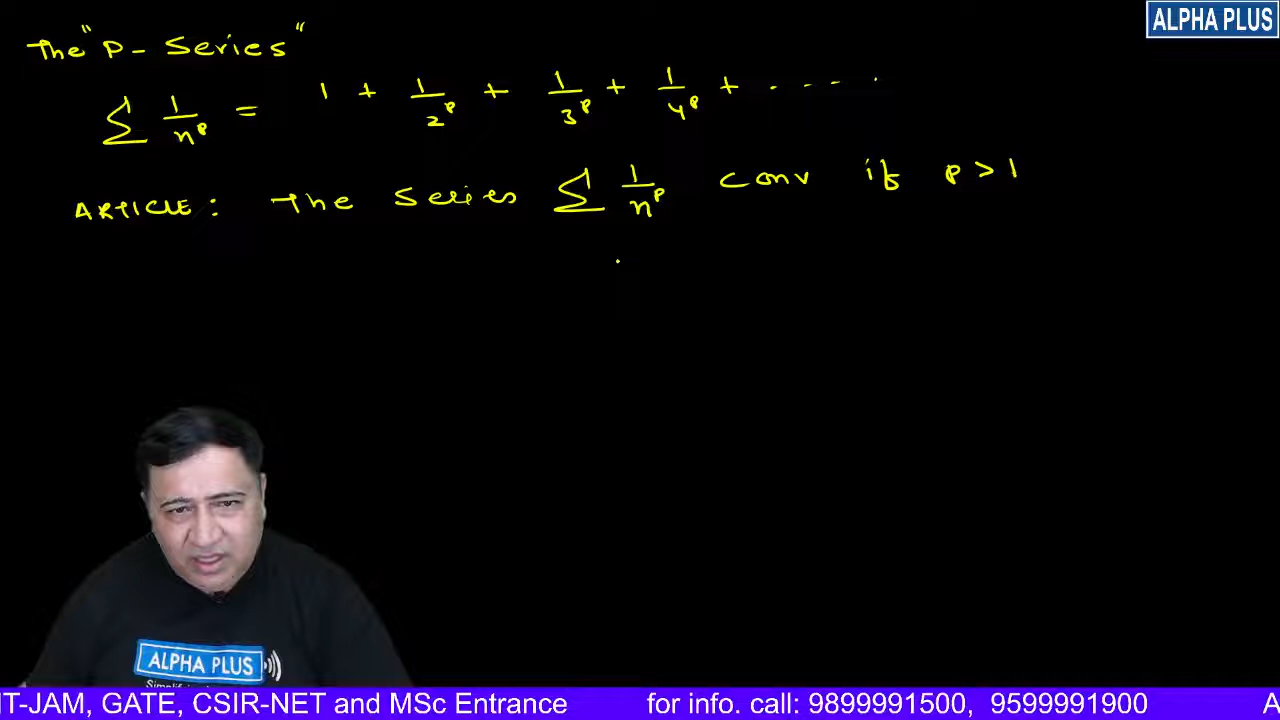 ALPHA PLUS
The "P - Series"
∑ 1/n^p = 1 + 1/2^p + 1/3^p + 1/4^p + ......
ARTICLE: The Series ∑ 1/n^p conv if p > 1
ALPHA PLUS
IT-JAM, GATE, CSIR-NET and MSc Entrance for info. call: 9899991500, 9599991900 A